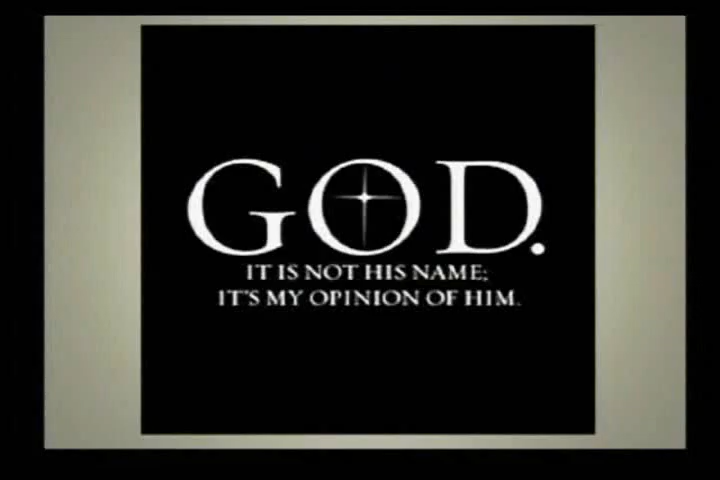 GOD.
IT IS NOT HIS NAME;
IT'S MY OPINION OF HIM.